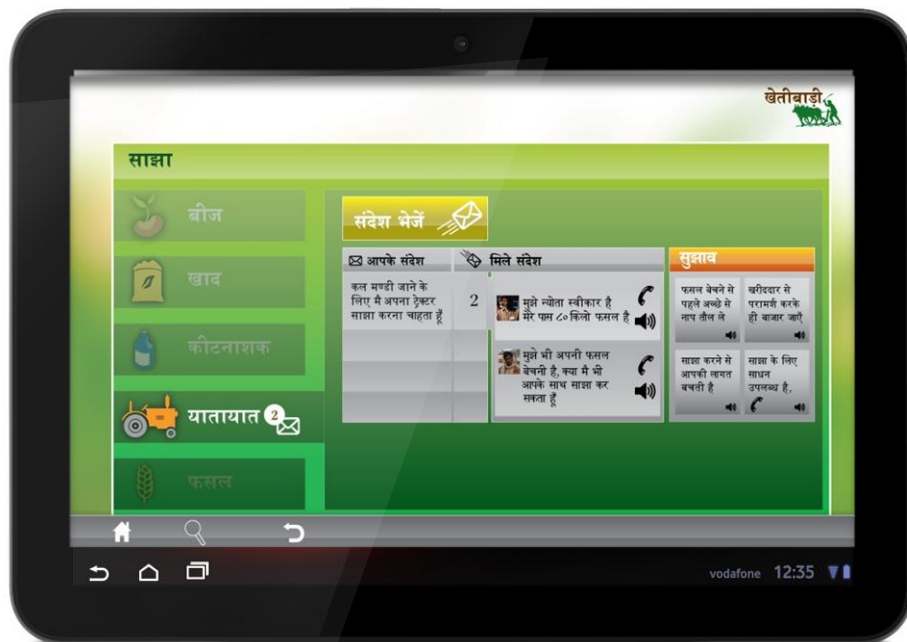 खेतीबाड़ी
साझा
बीज
खाद
कीटनाशक
यातायात 2
फसल
संदेश भेजें
आपके संदेश
मिले संदेश
कल मण्डी जाने के
लिए मै अपना ट्रेक्टर
साझा करना चाहता हूँ
2
मुझे न्योता स्वीकार है
मेरे पास ८० किलो फसल है
मुझे भी अपनी फसल
बेचनी है, क्या मै भी
आपके साथ साझा कर
सकता हूँ
सुझाव
फसल बेचने से
पहले अच्छे से
नाप तौल ले
खरीददार से
परामर्श करके
ही बाजार जाएँ
साझा करने से
आपकी लागत
बचती है
साझा के लिए
साधन
उपलब्ध है,
vodafone 12:35